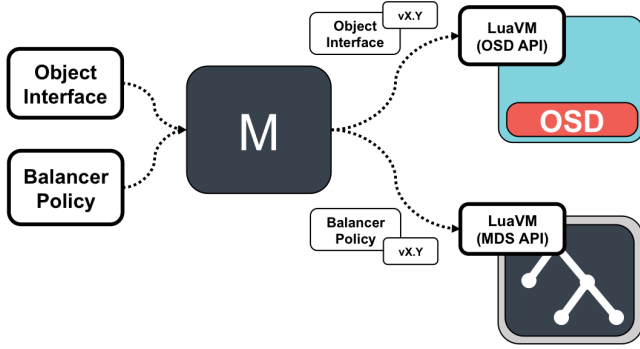 Object
Interface
Balancer
Policy
M
Object
Interface
vX.Y
LuaVM
(OSD API)
OSD
Balancer
Policy
vX.Y
LuaVM
(MDS API)